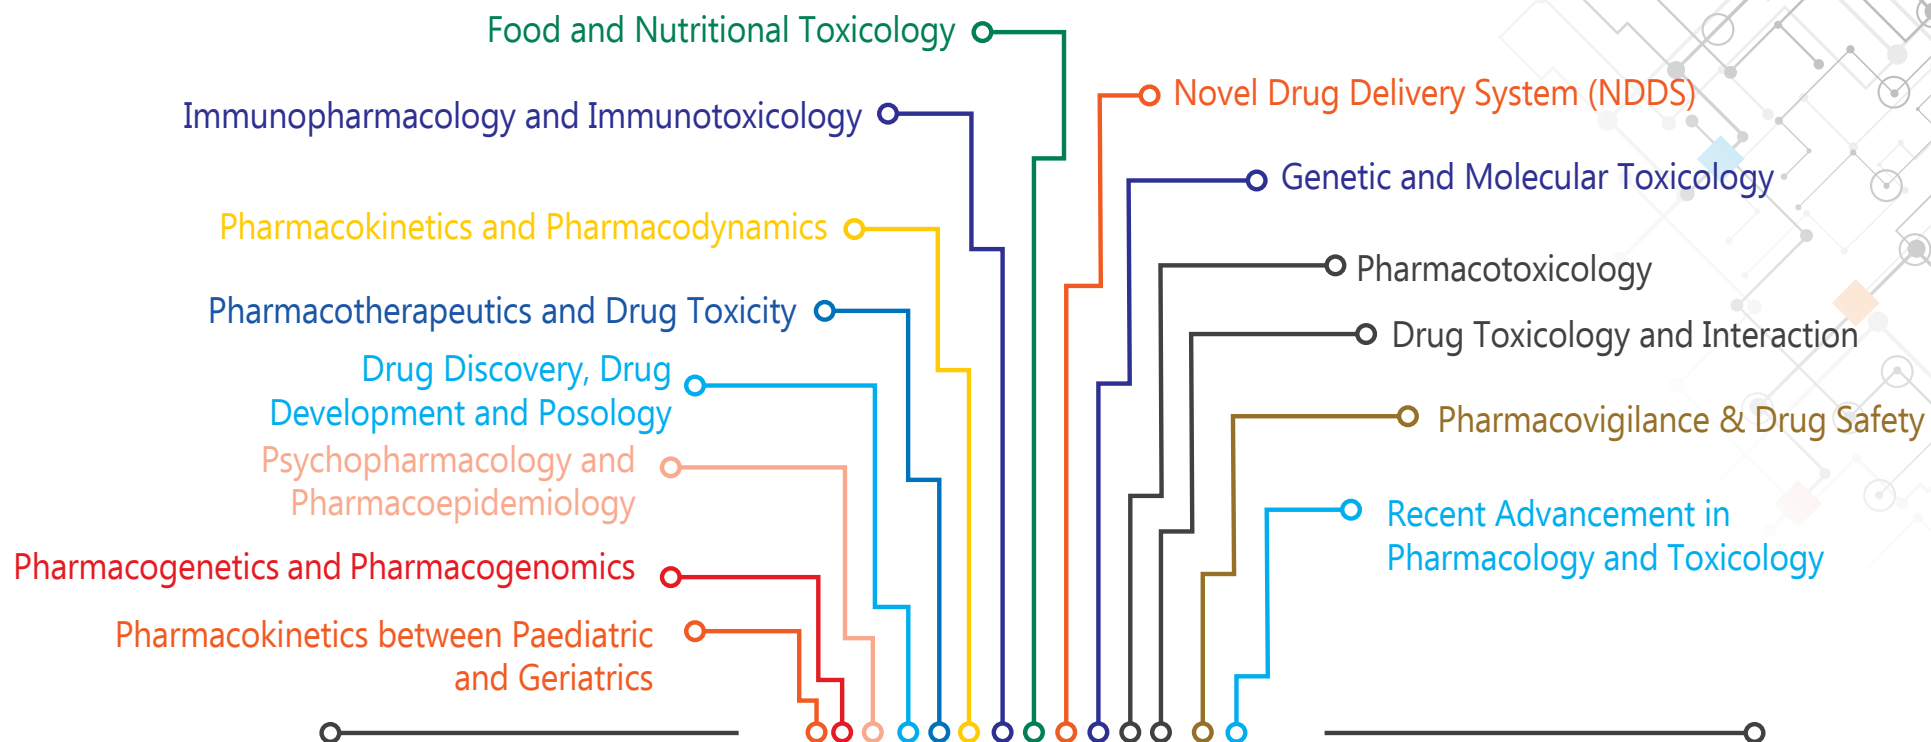 Food and Nutritional Toxicology
Immunopharmacology and Immunotoxicology
Pharmacokinetics and Pharmacodynamics
Pharmacotherapeutics and Drug Toxicity
Drug Discovery, Drug
Development and Posology
Psychopharmacology and
Pharmacoepidemiology
Pharmacogenetics and Pharmacogenomics
Pharmacokinetics between Paediatric
and Geriatrics
Novel Drug Delivery System (NDDS)
Genetic and Molecular Toxicology
Pharmacotoxicology
Drug Toxicology and Interaction
Pharmacovigilance & Drug Safety
Recent Advancement in
Pharmacology and Toxicology